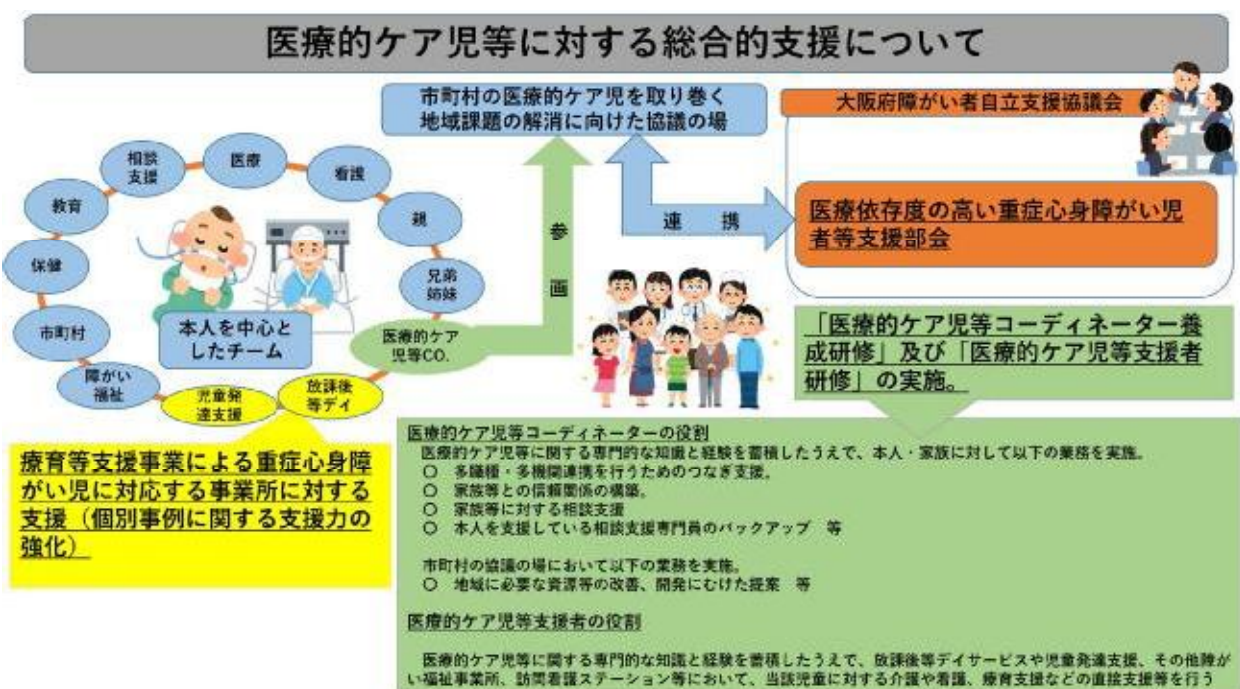 医療的ケア児等に対する総合的支援について
市町村の医療的ケア児を取り巻く
地域課題の解消に向けた協議の場
大阪府障がい者自立支援協議会
医療依存度の高い重症心身障がい児
者等支援部会
連 携
参
画
医療
看護
親
兄弟
姉妹
医療的ケア
児等CO.
放課後
等デイ
児童発
達支援
障がい
福祉
市町村
保健
教育
相談
支援
本人を中心と
したチーム
「医療的ケア児等コーディネーター養
成研修」及び「医療的ケア児等支援者
研修」の実施。
療育等支援事業による重症心身障
がい児に対応する事業所に対する
支援（個別事例に関する支援力の
強化）
医療的ケア児等コーディネーターの役割
医療的ケア児等に関する専門的な知識と経験を蓄積したうえで、本人・家族に対して以下の業務を実施。
〇 多職種・多機関連携を行うためのつなぎ支援。
〇 家族等との信頼関係の構築。
〇 家族等に対する相談支援
〇 本人を支援している相談支援専門員のバックアップ 等
市町村の協議の場において以下の業務を実施。
〇 地域に必要な資源等の改善、開発にむけた提案 等
医療的ケア児等支援者の役割
医療的ケア児等に関する専門的な知識と経験を蓄積したうえで、放課後等デイサービスや児童発達支援、その他障が
い福祉事業所、訪問看護ステーション等において、当該児童に対する介護や看護、療育支援などの直接支援等を行う